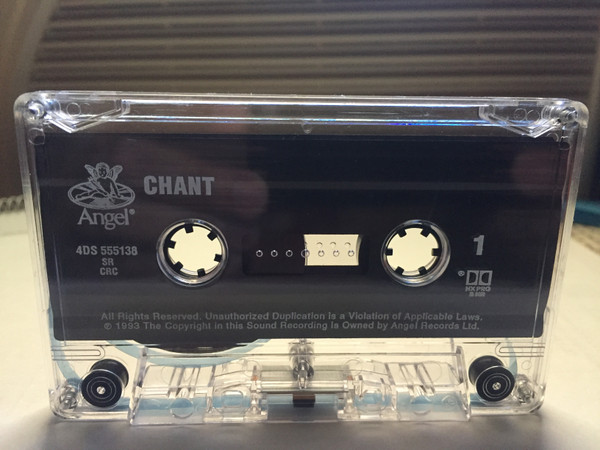 CHANT
Angel®
4DS 555138
SR
CRC
1
HX PRO
B NR
All Rights Reserved. Unauthorized Duplication is a Violation of Applicable Laws.
© 1993 The Copyright in this Sound Recording is Owned by Angel Records Ltd.